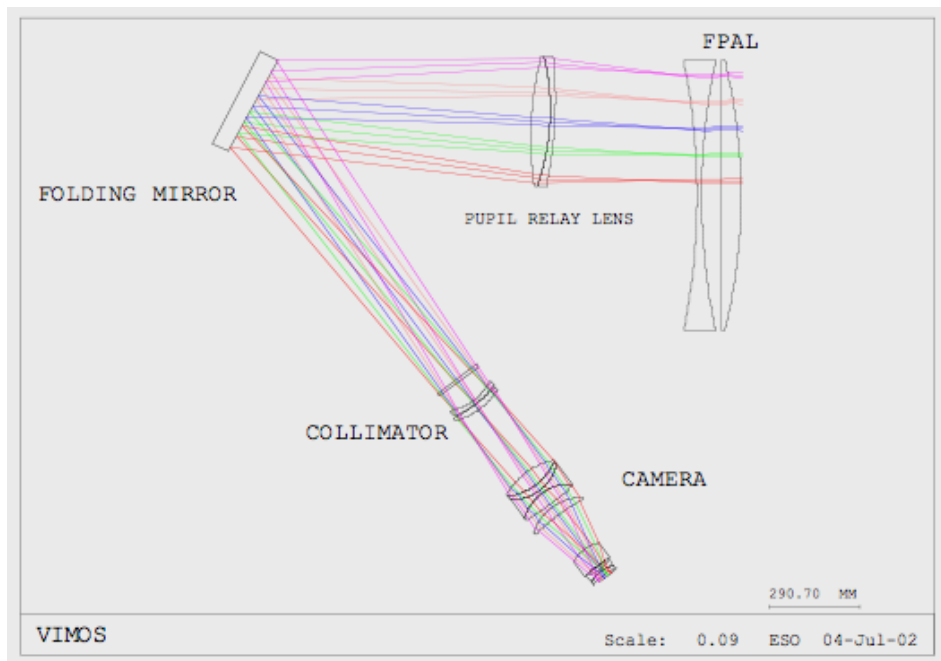 FPAL
FOLDING MIRROR
PUPIL RELAY LENS
COLLIMATOR
CAMERA
290.70 MM
VIMOS
Scale: 0.09 ESO 04-Jul-02